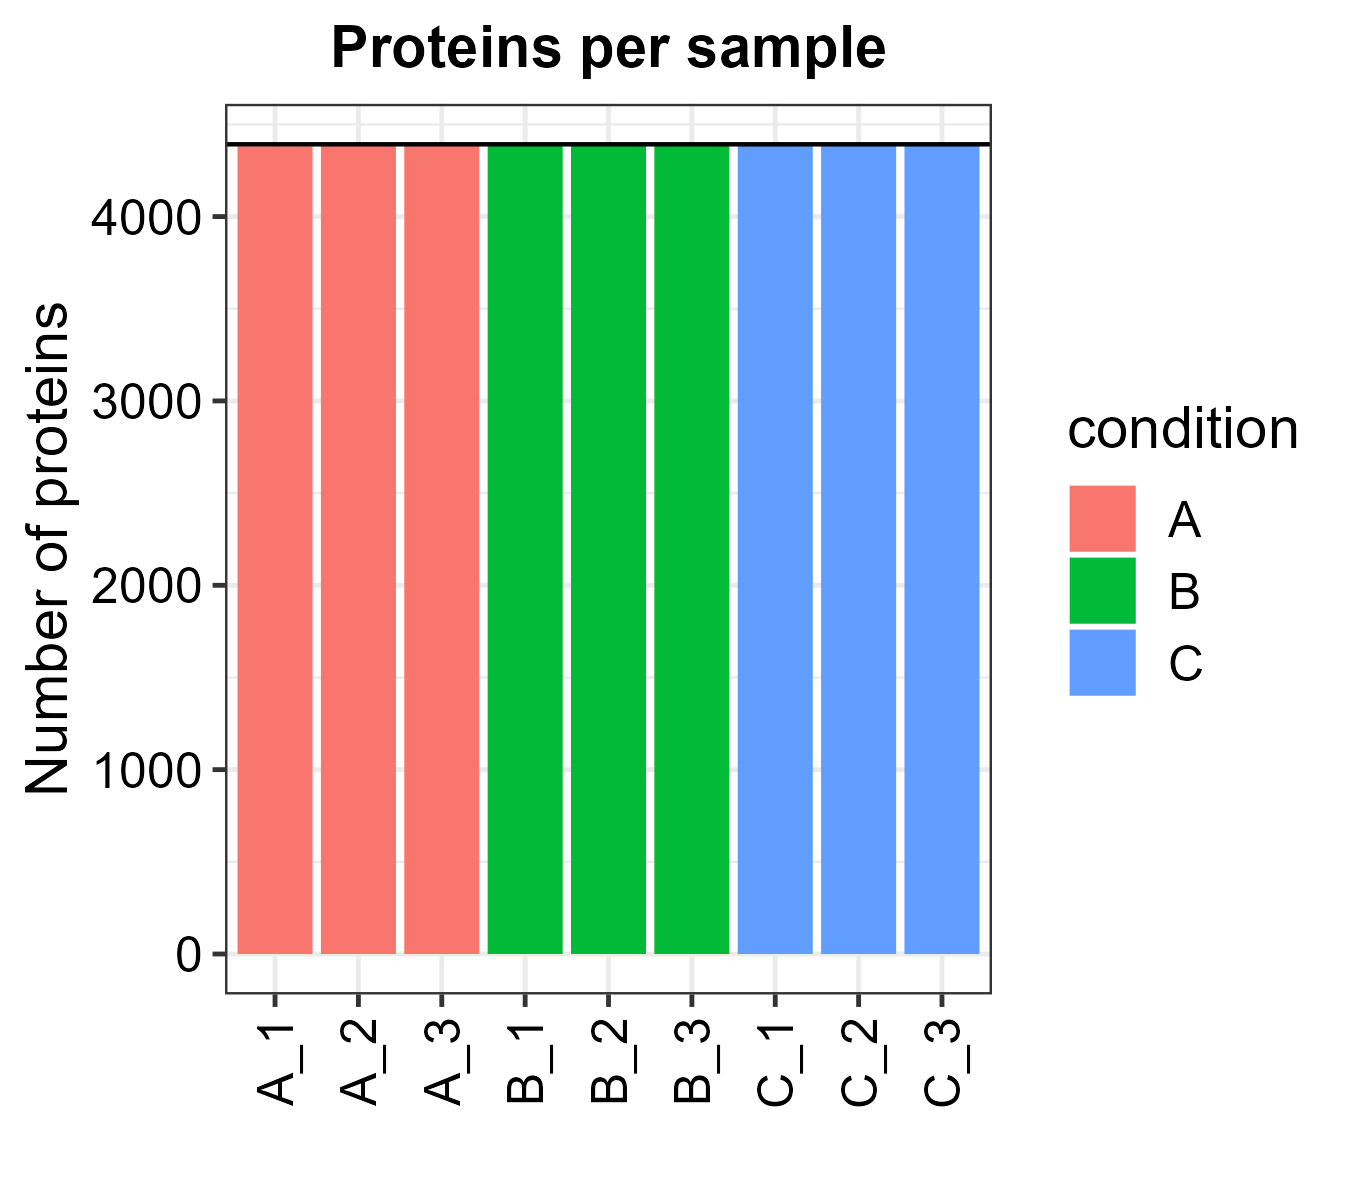 Proteins per sample
Number of proteins
4000
3000
2000
1000
0
A_1
A_2
A_3
B_1
B_2
B_3
C_1
C_2
C_3
condition
A
B
C